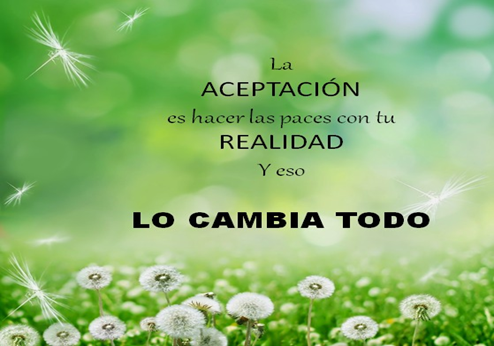 La
ACEPTACIÓN
es hacer las paces con tu
REALIDAD
Y eso
LO CAMBIA TODO